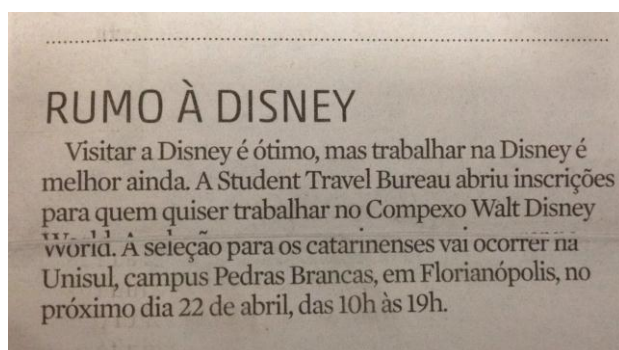 RUMO À DISNEY
Visitar a Disney é ótimo, mas trabalhar na Disney é
melhor ainda. A Student Travel Bureau abriu inscrições
para quem quiser trabalhar no Compexo Walt Disney
World. A seleção para os catarinenses vai ocorrer na
Unisul, campus Pedras Brancas, em Florianópolis, no
próximo dia 22 de abril, das 10h às 19h.